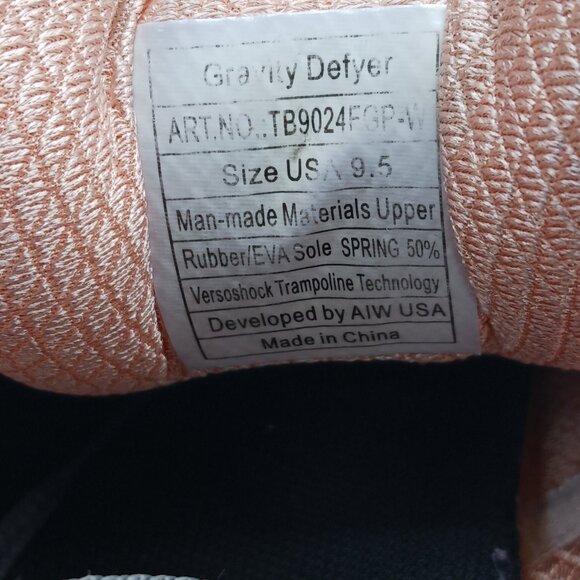 Gravity Defyer
ART.NO.:TB9024FGP-W
Size USA 9.5
Man-made Materials Upper
Rubber/EVA Sole SPRING 50%
Versoshock Trampoline Technology
Developed by AIW USA
Made in China